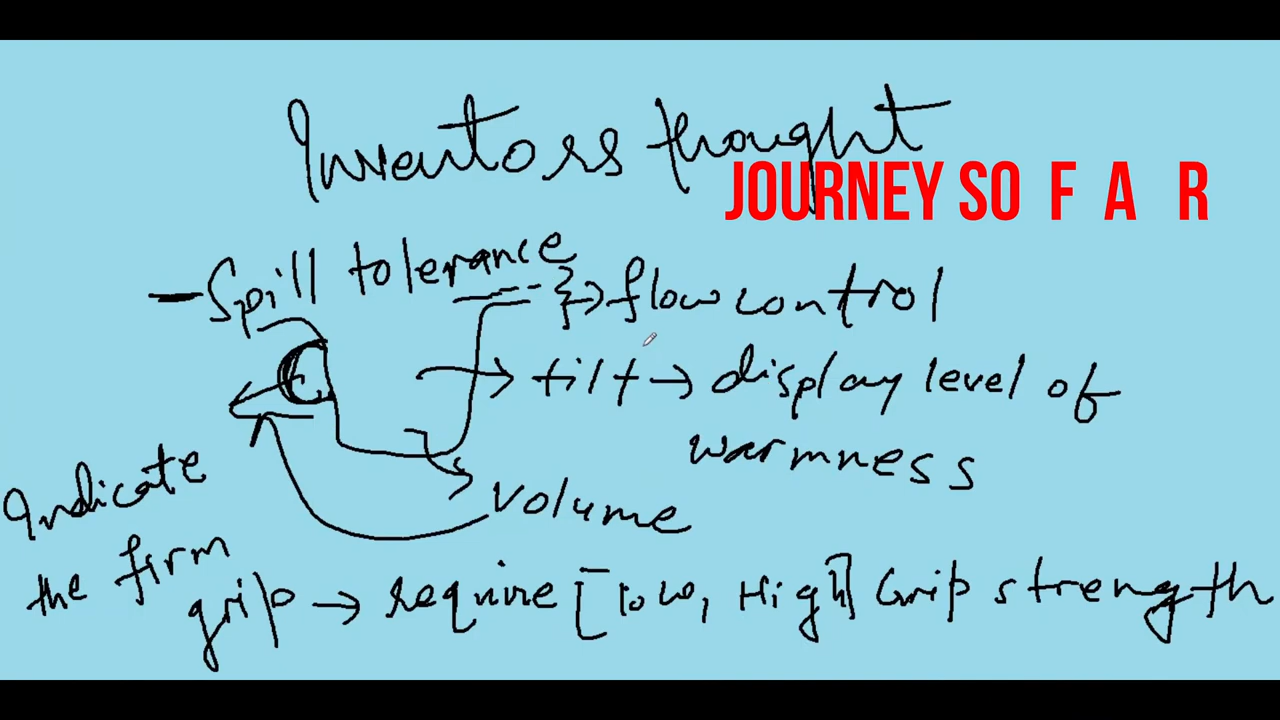 Inventors thought
JOURNEY SO F A R
- Spill tolerance
→ flow control
→ tilt → display level of
warmness
volume
Indicate
the firm
grip → require [low, High] Grip strength